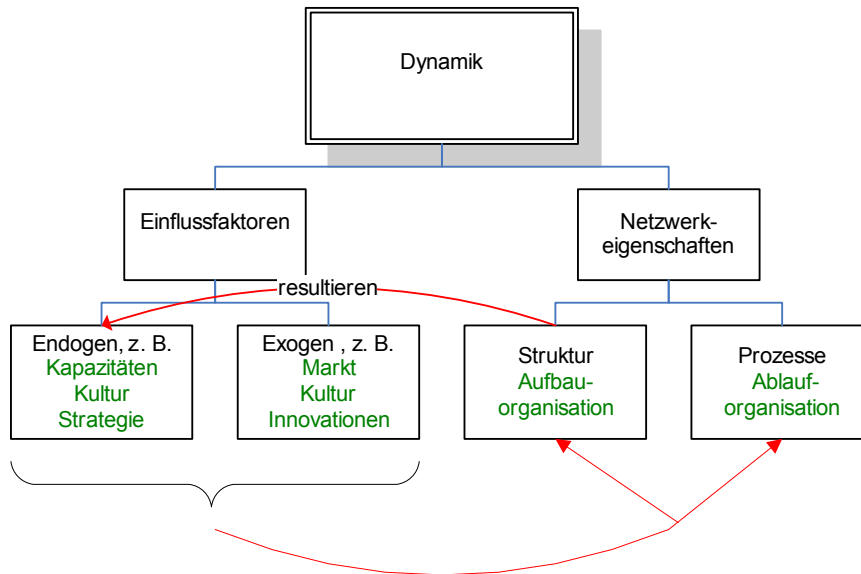 Dynamik
Einflussfaktoren
Netzwerk-
eigenschaften
resultieren
Endogen, z. B.
Kapazitäten
Kultur
Strategie
Exogen , z. B.
Markt
Kultur
Innovationen
Struktur
Aufbau-
organisation
Prozesse
Ablauf-
organisation